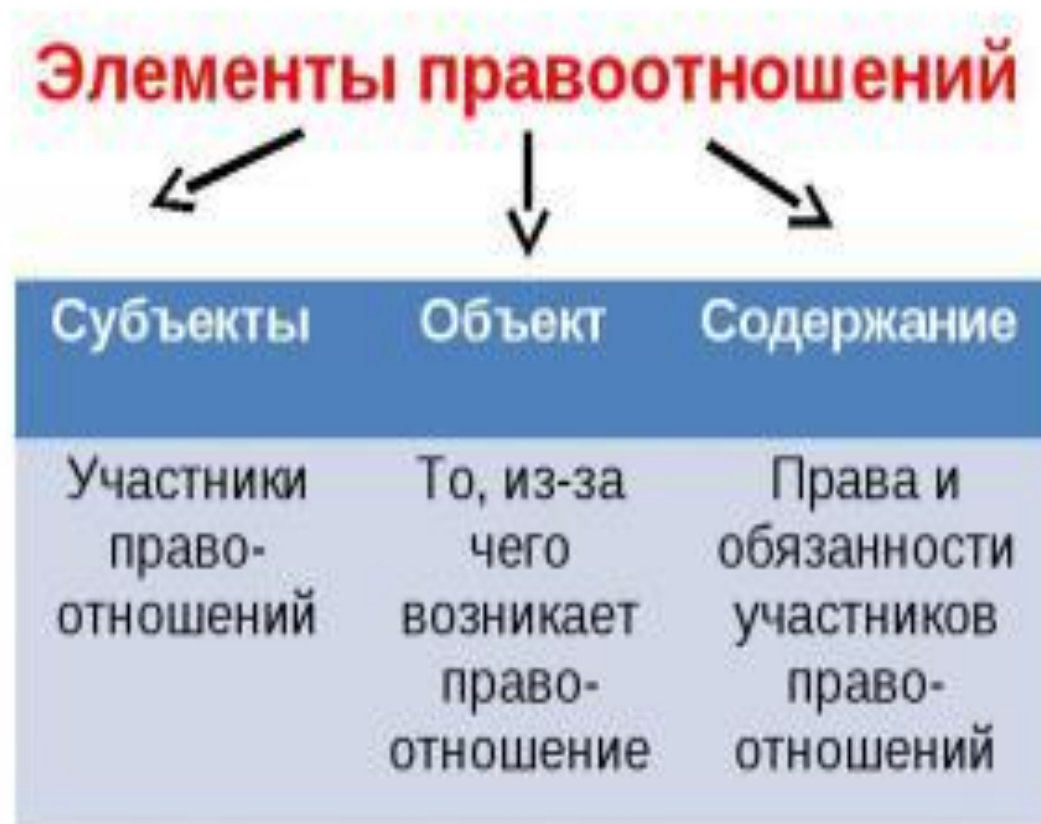 Элементы правоотношений
Субъекты
Объект
Содержание
Участники
право-
отношений
То, из-за
чего
возникает
право-
отношение
Права и
обязанности
участников
право-
отношений